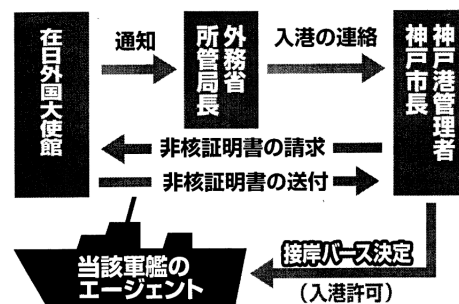 在日外国大使館
通知
外務省
所管局長
入港の連絡
神戸港管理者
神戸市長
非核証明書の請求
非核証明書の送付
当該軍艦の
エージェント
接岸バース決定
(入港許可)